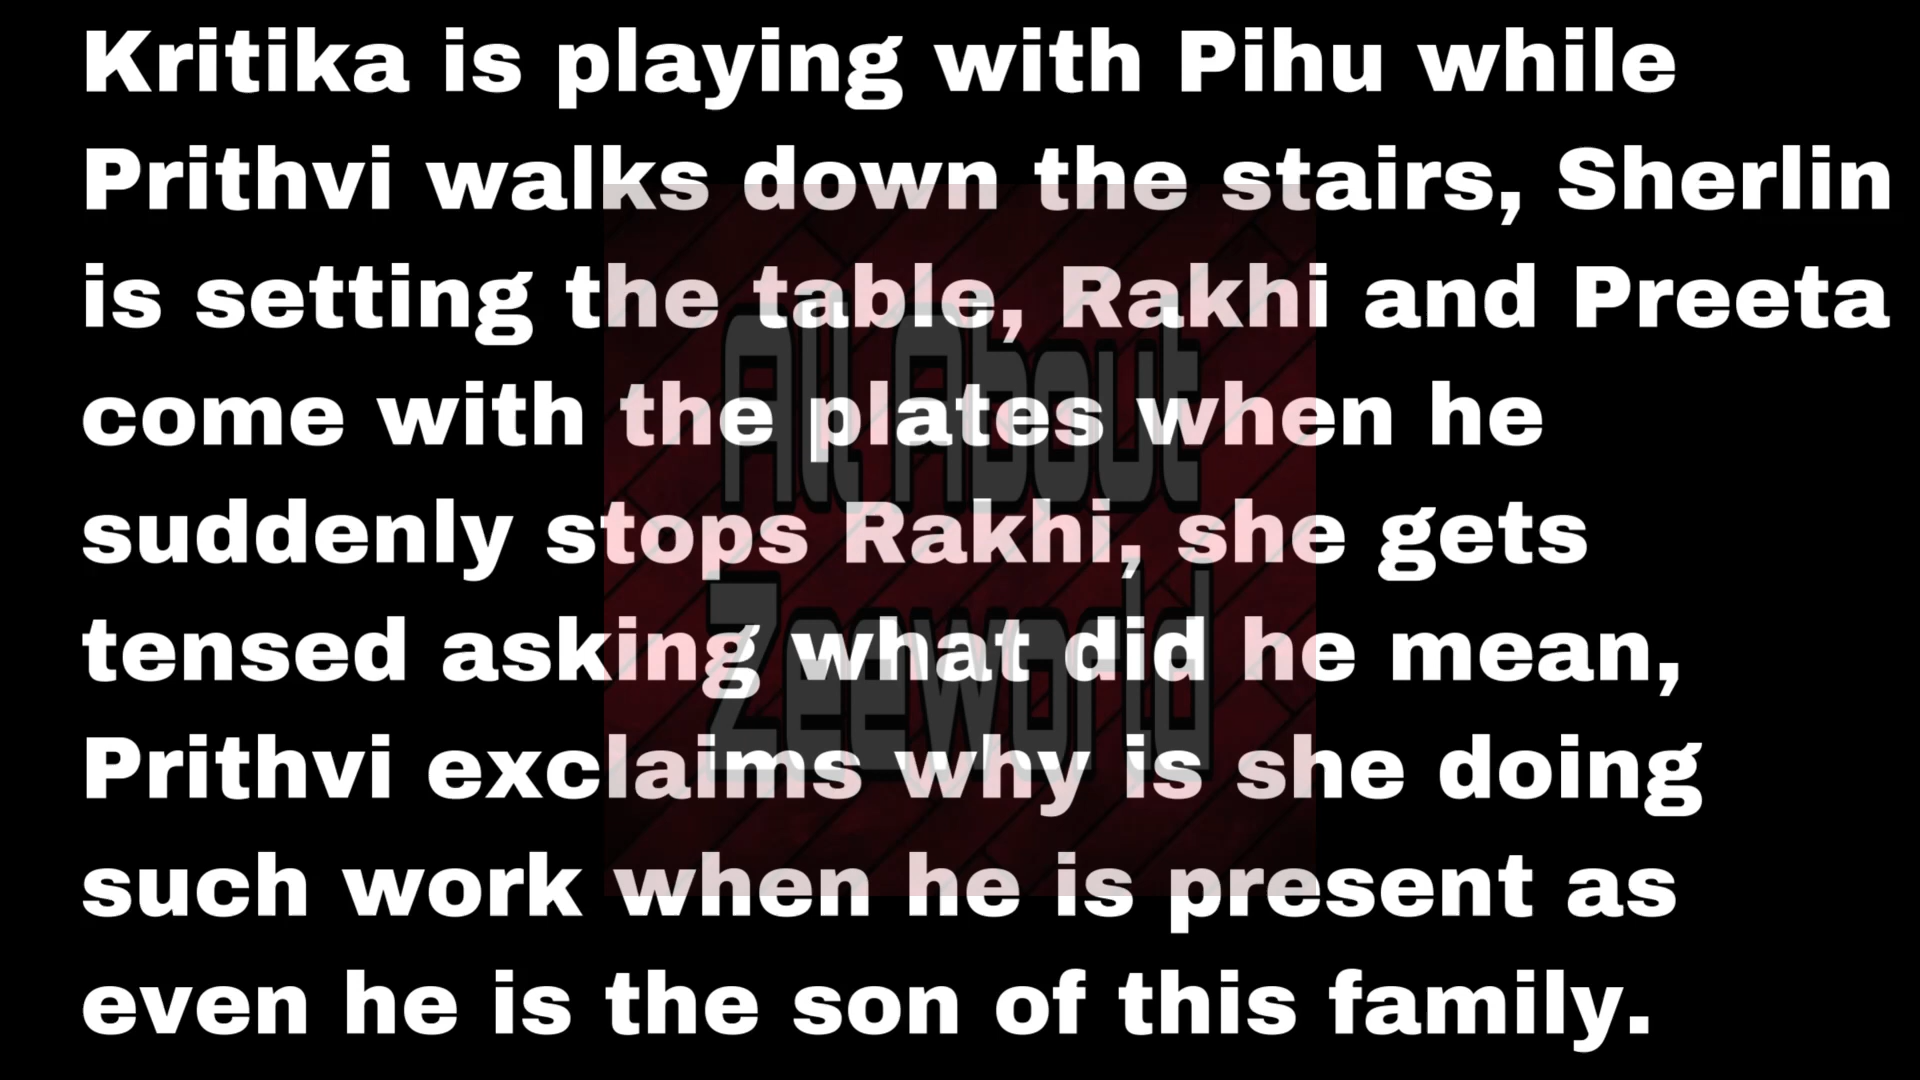 Kritika is playing with Pihu while
Prithvi walks down the stairs, Sherlin
is setting the table, Rakhi and Preeta
come with the plates when he
suddenly stops Rakhi, she gets
tensed asking what did he mean,
Prithvi exclaims why is she doing
such work when he is present as
even he is the son of this family.
All About
Zeeworld